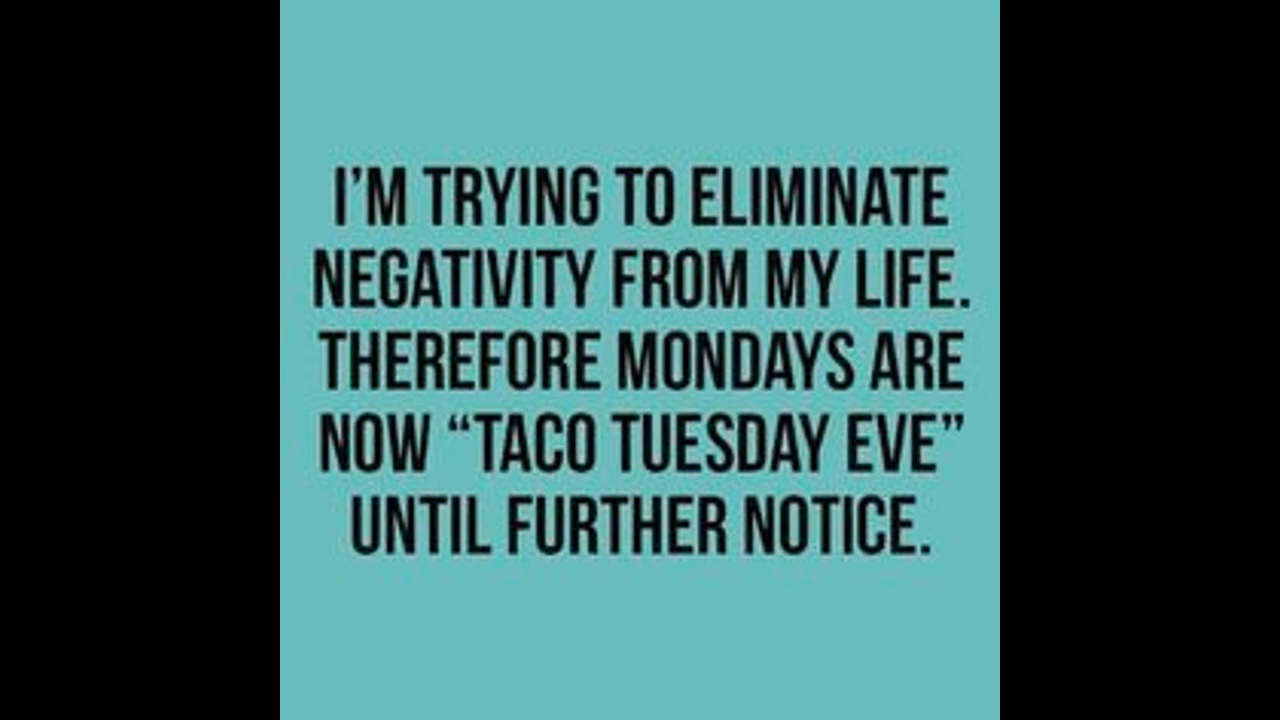 I’M TRYING TO ELIMINATE
NEGATIVITY FROM MY LIFE.
THEREFORE MONDAYS ARE
NOW “TACO TUESDAY EVE”
UNTIL FURTHER NOTICE.